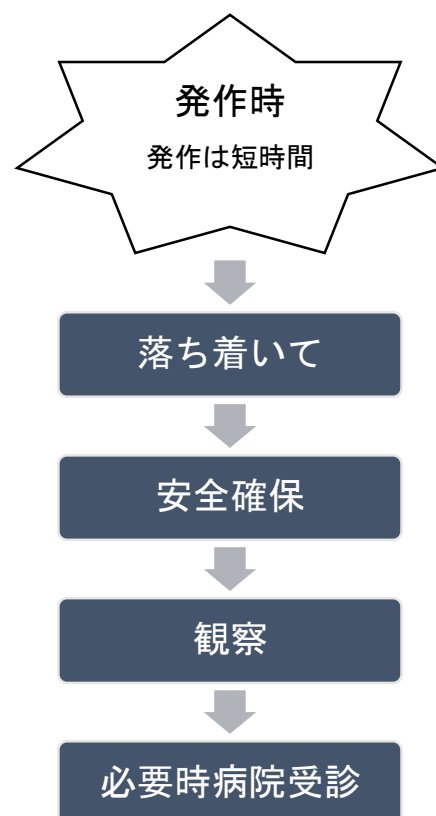 発作時
発作は短時間
落ち着いて
安全確保
観察
必要時病院受診